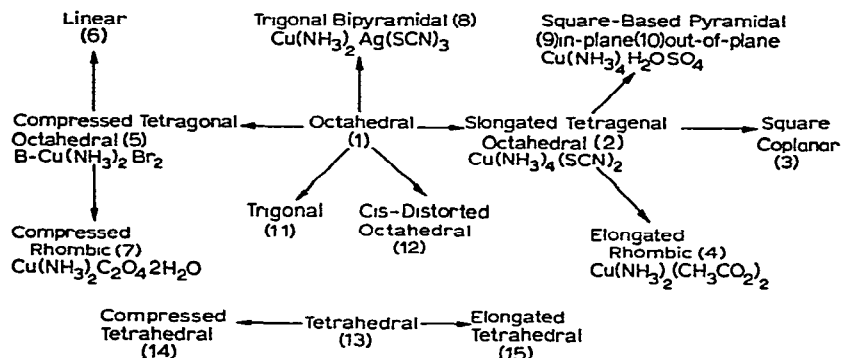 Linear
(6)
Trigonal Bipyramidal (8)
Cu(NH3)2 Ag(SCN)3
Square-Based Pyramidal
(9)in-plane(10)out-of-plane
Cu(NH3)4 H2O SO4
Compressed Tetragonal
Octahedral (5)
B-Cu(NH3)2 Br2
Octahedral
(1)
Slongated Tetragenal
Octahedral (2)
Cu(NH3)4(SCN)2
Square
Coplanar
(3)
Compressed
Rhombic (7)
Cu(NH3)2C2O4 2H2O
Trigonal
(11)
Cis-Distorted
Octahedral
(12)
Elongated
Rhombic (4)
Cu(NH3)2(CH3CO2)2
Compressed
Tetrahedral
(14)
Tetrahedral
(13)
Elongated
Tetrahedral
(15)